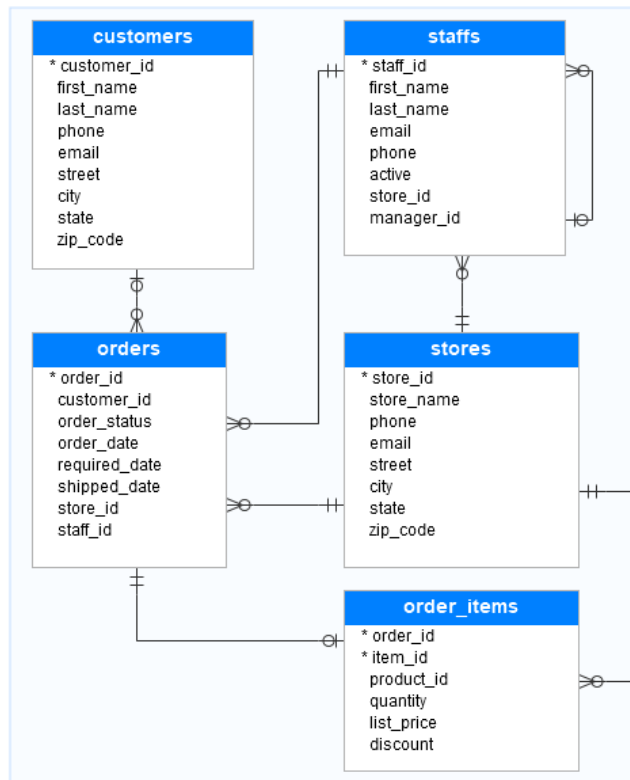 customers
* customer_id
first_name
last_name
phone
email
street
city
state
zip_code
staffs
* staff_id
first_name
last_name
email
phone
active
store_id
manager_id
orders
* order_id
customer_id
order_status
order_date
required_date
shipped_date
store_id
staff_id
stores
* store_id
store_name
phone
email
street
city
state
zip_code
order_items
* order_id
* item_id
product_id
quantity
list_price
discount